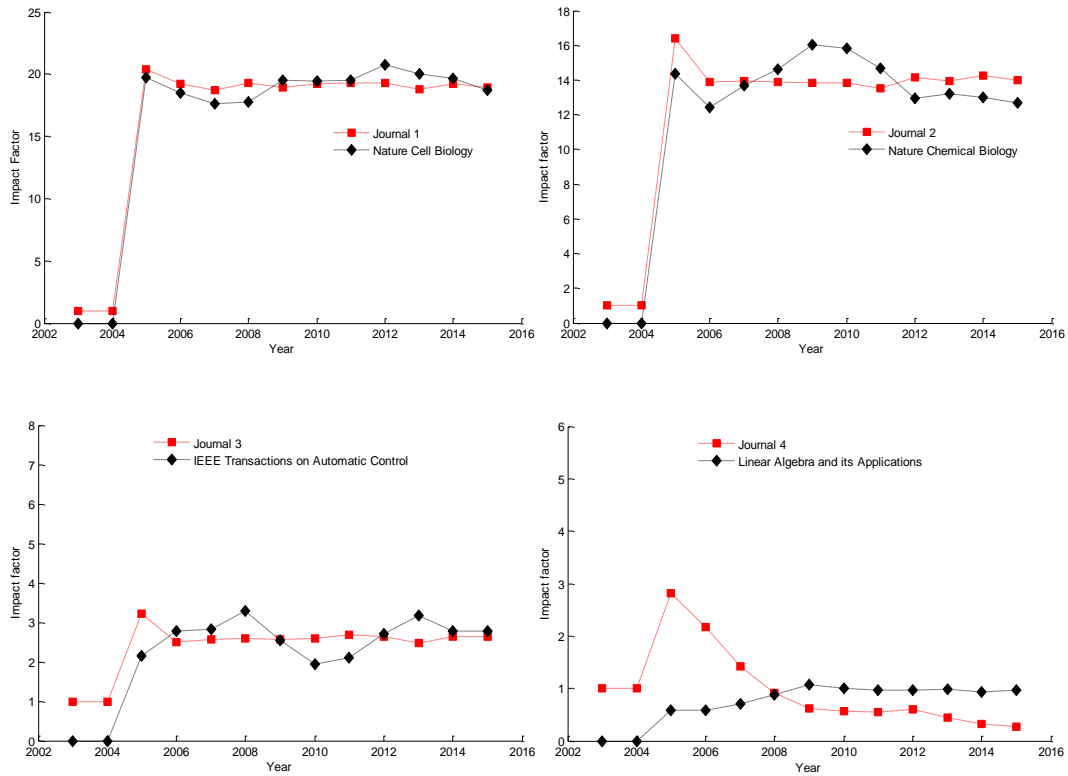 25
20
15
10
5
0
Impact Factor
2002 2004 2006 2008 2010 2012 2014 2016
Year
Journal 1
Nature Cell Biology
18
16
14
12
10
8
6
4
2
0
Impact factor
2002 2004 2006 2008 2010 2012 2014 2016
Year
Journal 2
Nature Chemical Biology
8
7
6
5
4
3
2
1
0
Impact factor
2002 2004 2006 2008 2010 2012 2014 2016
Year
Journal 3
IEEE Transactions on Automatic Control
6
5
4
3
2
1
0
Impact factor
2002 2004 2006 2008 2010 2012 2014 2016
Year
Journal 4
Linear Algebra and its Applications